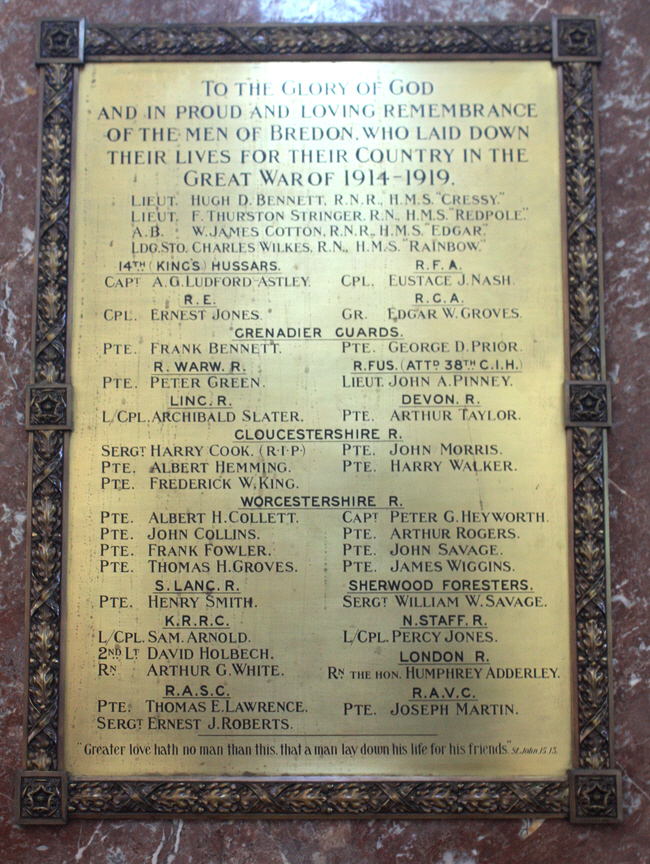 TO THE GLORY OF GOD
AND IN PROUD AND LOVING REMEMBRANCE
OF THE MEN OF BREDON, WHO LAID DOWN
THEIR LIVES FOR THEIR COUNTRY IN THE
GREAT WAR OF 1914-1919.
LIEUT. HUGH D. BENNETT, R.N.R., H.M.S. "CRESSY."
LIEUT. F. THURSTON STRINGER, R.N., H.M.S. "REDPOLE."
A.B. W. JAMES COTTON, R.N.R., H.M.S. "EDGAR."
LDG. STO. CHARLES WILKES, R.N., H.M.S. "RAINBOW."
14TH (KING'S) HUSSARS. R.F.A.
CAPT A. G. LUDFORD-ASTLEY. CPL. EUSTACE J. NASH.
R.E. R.C.A.
CPL. ERNEST JONES. GR. EDGAR W. GROVES.
GRENADIER GUARDS.
PTE. FRANK BENNETT. PTE. GEORGE D. PRIOR.
R. WARW. R. R. FUS. (ATTD 38TH C.I.H.)
PTE. PETER GREEN. LIEUT. JOHN A. PINNEY.
LINC. R. DEVON. R.
L/CPL. ARCHIBALD SLATER. PTE. ARTHUR TAYLOR.
GLOUCESTERSHIRE R.
SERGT HARRY COOK. (R·I·P) PTE. JOHN MORRIS.
PTE. ALBERT HEMMING. PTE. HARRY WALKER.
PTE. FREDERICK W. KING.
WORCESTERSHIRE R.
PTE. ALBERT H. COLLETT. CAPT PETER G. HEYWORTH.
PTE. JOHN COLLINS. PTE. ARTHUR ROGERS.
PTE. FRANK FOWLER. PTE. JOHN SAVAGE.
PTE. THOMAS H. GROVES. PTE. JAMES WIGGINS.
S. LANC. R. SHERWOOD FORESTERS.
PTE. HENRY SMITH. SERGT WILLIAM W. SAVAGE.
K.R.R.C. N. STAFF. R.
L/CPL. SAM. ARNOLD. L/CPL. PERCY JONES.
2ND LT DAVID HOLBECH. LONDON R.
RN ARTHUR G. WHITE. RN THE HON. HUMPHREY ADDERLEY.
R.A.S.C. R.A.V.C.
PTE. THOMAS E. LAWRENCE. PTE. JOSEPH MARTIN.
SERGT ERNEST J. ROBERTS.
"Greater love hath no man than this, that a man lay down his life for his friends." St. John 15 13.